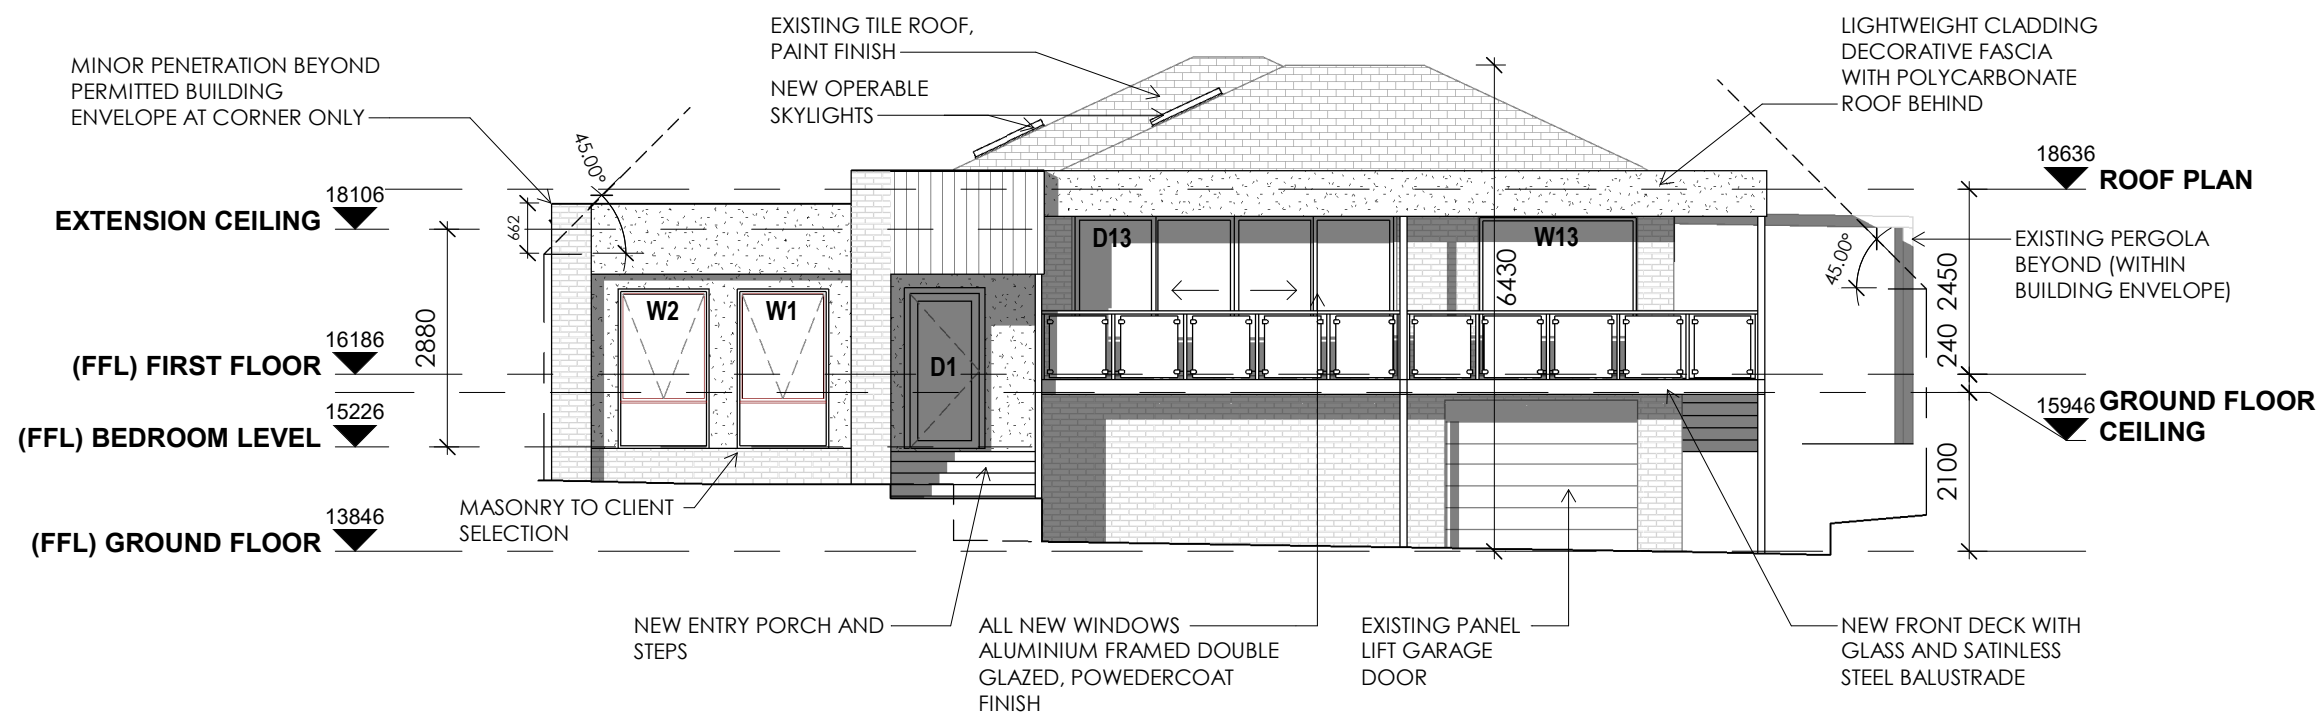 EXISTING TILE ROOF,
PAINT FINISH
NEW OPERABLE
SKYLIGHTS
LIGHTWEIGHT CLADDING
DECORATIVE FASCIA
WITH POLYCARBONATE
ROOF BEHIND
MINOR PENETRATION BEYOND
PERMITTED BUILDING
ENVELOPE AT CORNER ONLY
45.00°
18636
ROOF PLAN
18106
EXTENSION CEILING
662
D13
W13
6430
45.00°
EXISTING PERGOLA
BEYOND (WITHIN
BUILDING ENVELOPE)
2450
W2
W1
D1
2880
16186
(FFL) FIRST FLOOR
240
15226
(FFL) BEDROOM LEVEL
15946
GROUND FLOOR
CEILING
2100
MASONRY TO CLIENT
SELECTION
13846
(FFL) GROUND FLOOR
NEW ENTRY PORCH AND
STEPS
ALL NEW WINDOWS
ALUMINIUM FRAMED DOUBLE
GLAZED, POWEDERCOAT
FINISH
EXISTING PANEL
LIFT GARAGE
DOOR
NEW FRONT DECK WITH
GLASS AND SATINLESS
STEEL BALUSTRADE